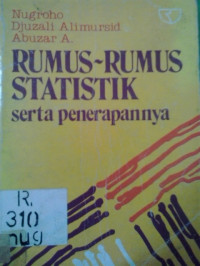 Nugroho
Djuzali Alimursid
Abuzar A.
RUMUS-RUMUS
STATISTIK
serta penerapannya
R.
310
nug